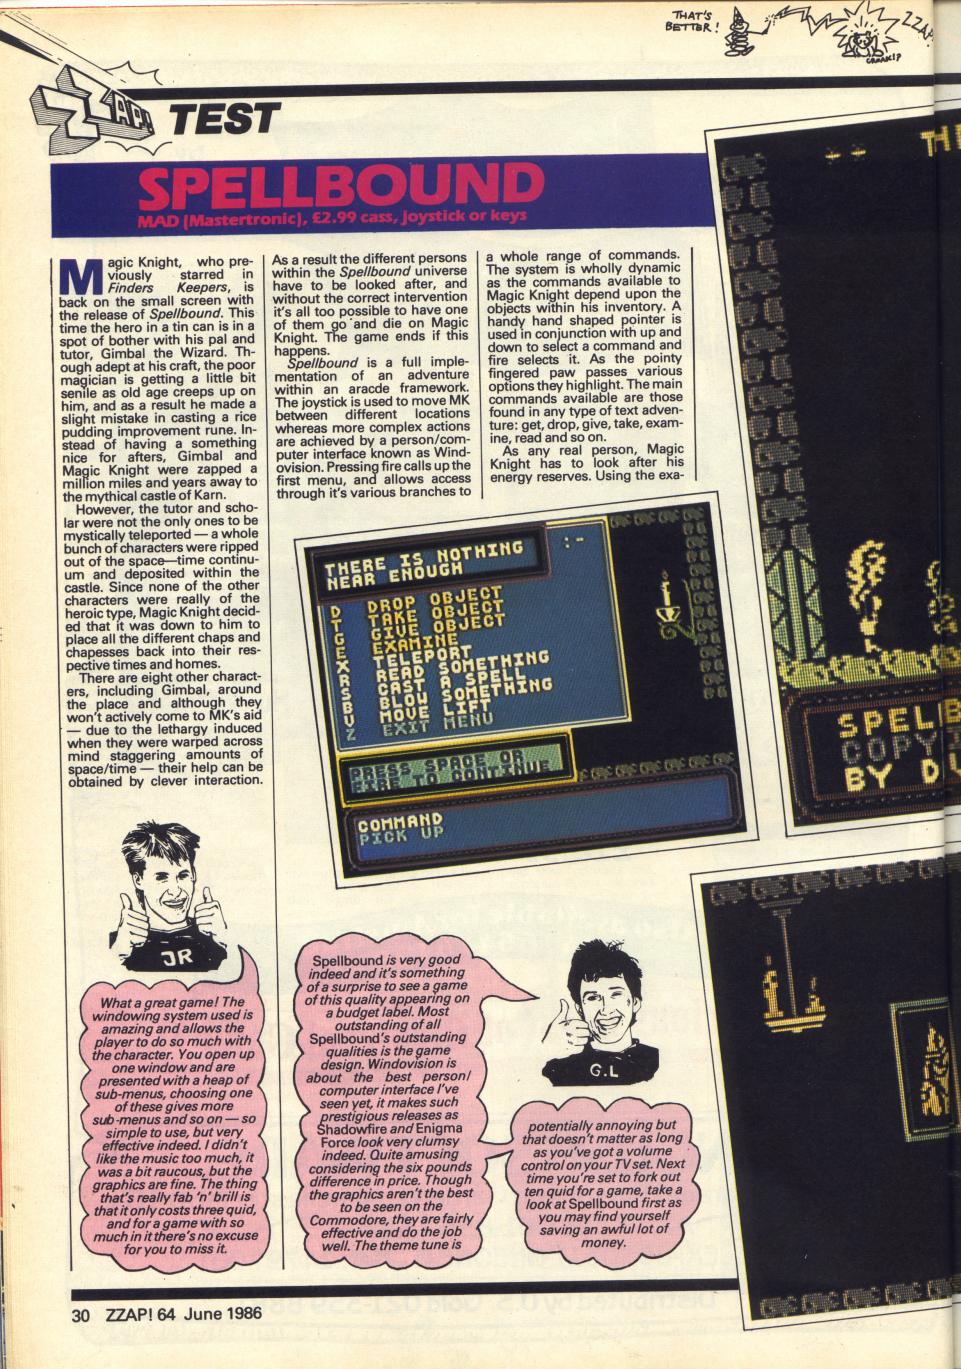 THAT'S
BETTER!
ZZAP!
CROAK!?
ZZAP! TEST
SPELLBOUND
MAD (Mastertronic), £2.99 cass, joystick or keys
Magic Knight, who pre-
viously starred in
Finders Keepers, is
back on the small screen with
the release of Spellbound. This
time the hero in a tin can is in a
spot of bother with his pal and
tutor, Gimbal the Wizard. Th-
ough adept at his craft, the poor
magician is getting a little bit
senile as old age creeps up on
him, and as a result he made a
slight mistake in casting a rice
pudding improvement rune. In-
stead of having a something
nice for afters, Gimbal and
Magic Knight were zapped a
million miles and years away to
the mythical castle of Karn.
However, the tutor and scho-
lar were not the only ones to be
mystically teleported — a whole
bunch of characters were ripped
out of the space—time continu-
um and deposited within the
castle. Since none of the other
characters were really of the
heroic type, Magic Knight decid-
ed that it was down to him to
place all the different chaps and
chapesses back into their res-
pective times and homes.
There are eight other charact-
ers, including Gimbal, around
the place and although they
won't actively come to MK's aid
— due to the lethargy induced
when they were warped across
mind staggering amounts of
space/time — their help can be
obtained by clever interaction.
As a result the different persons
within the Spellbound universe
have to be looked after, and
without the correct intervention
it's all too possible to have one
of them go and die on Magic
Knight. The game ends if this
happens.
Spellbound is a full imple-
mentation of an adventure
within an aracde framework.
The joystick is used to move MK
between different locations
whereas more complex actions
are achieved by a person/com-
puter interface known as Wind-
ovision. Pressing fire calls up the
first menu, and allows access
through it's various branches to
a whole range of commands.
The system is wholly dynamic
as the commands available to
Magic Knight depend upon the
objects within his inventory. A
handy hand shaped pointer is
used in conjunction with up and
down to select a command and
fire selects it. As the pointy
fingered paw passes various
options they highlight. The main
commands available are those
found in any type of text adven-
ture: get, drop, give, take, exam-
ine, read and so on.
As any real person, Magic
Knight has to look after his
energy reserves. Using the exa-
THERE IS NOTHING
NEAR ENOUGH
:-
D DROP OBJECT
T TAKE OBJECT
G GIVE OBJECT
E EXAMINE
X TELEPORT
R READ SOMETHING
S CAST A SPELL
B BLOW SOMETHING
V MOVE LIFT
Z EXIT MENU
PRESS SPACE OR
FIRE TO CONTINUE
COMMAND
PICK UP
THE
SPELLB
COPY
BY D
JR
What a great game! The
windowing system used is
amazing and allows the
player to do so much with
the character. You open up
one window and are
presented with a heap of
sub-menus, choosing one
of these gives more
sub-menus and so on — so
simple to use, but very
effective indeed. I didn't
like the music too much, it
was a bit raucous, but the
graphics are fine. The thing
that's really fab 'n' brill is
that it only costs three quid,
and for a game with so
much in it there's no excuse
for you to miss it.
Spellbound is very good
indeed and it's something
of a surprise to see a game
of this quality appearing on
a budget label. Most
outstanding of all
Spellbound's outstanding
qualities is the game
design. Windovision is
about the best person/
computer interface I've
seen yet, it makes such
prestigious releases as
Shadowfire and Enigma
Force look very clumsy
indeed. Quite amusing
considering the six pounds
difference in price. Though
the graphics aren't the best
to be seen on the
Commodore, they are fairly
effective and do the job
well. The theme tune is
G.L
potentially annoying but
that doesn't matter as long
as you've got a volume
control on your TV set. Next
time you're set to fork out
ten quid for a game, take a
look at Spellbound first as
you may find yourself
saving an awful lot of
money.
30 ZZAP! 64 June 1986